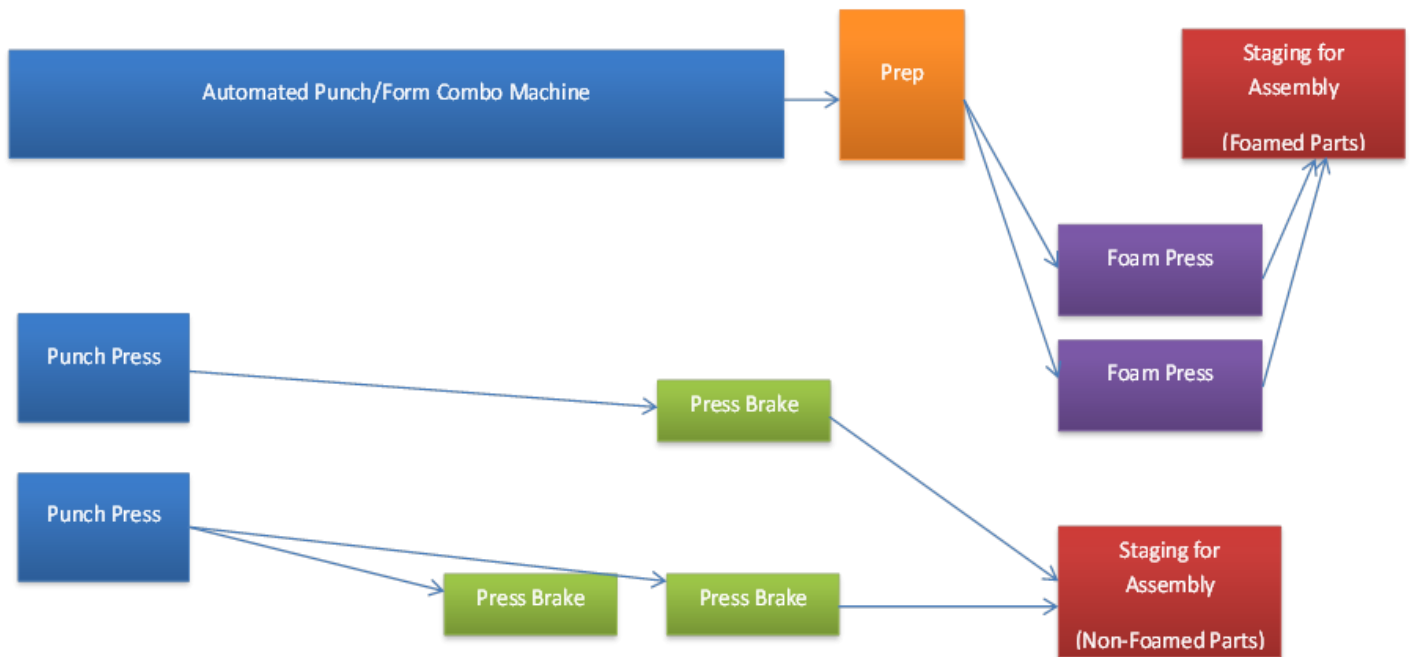 Automated Punch/Form Combo Machine
Prep
Staging for
Assembly
(Foamed Parts)
Foam Press
Punch Press
Foam Press
Press Brake
Punch Press
Staging for
Assembly
(Non-Foamed Parts)
Press Brake
Press Brake